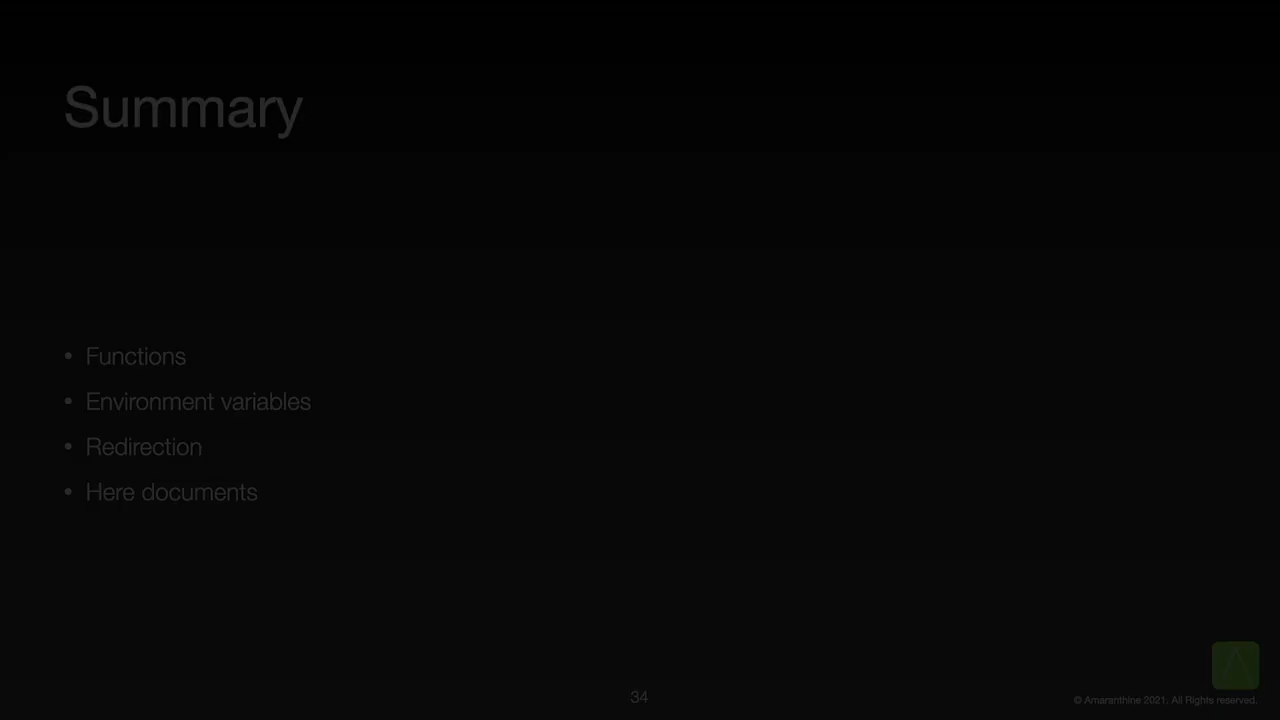 Summary
• Functions
• Environment variables
• Redirection
• Here documents
34
© Amaranthine 2021. All Rights reserved.